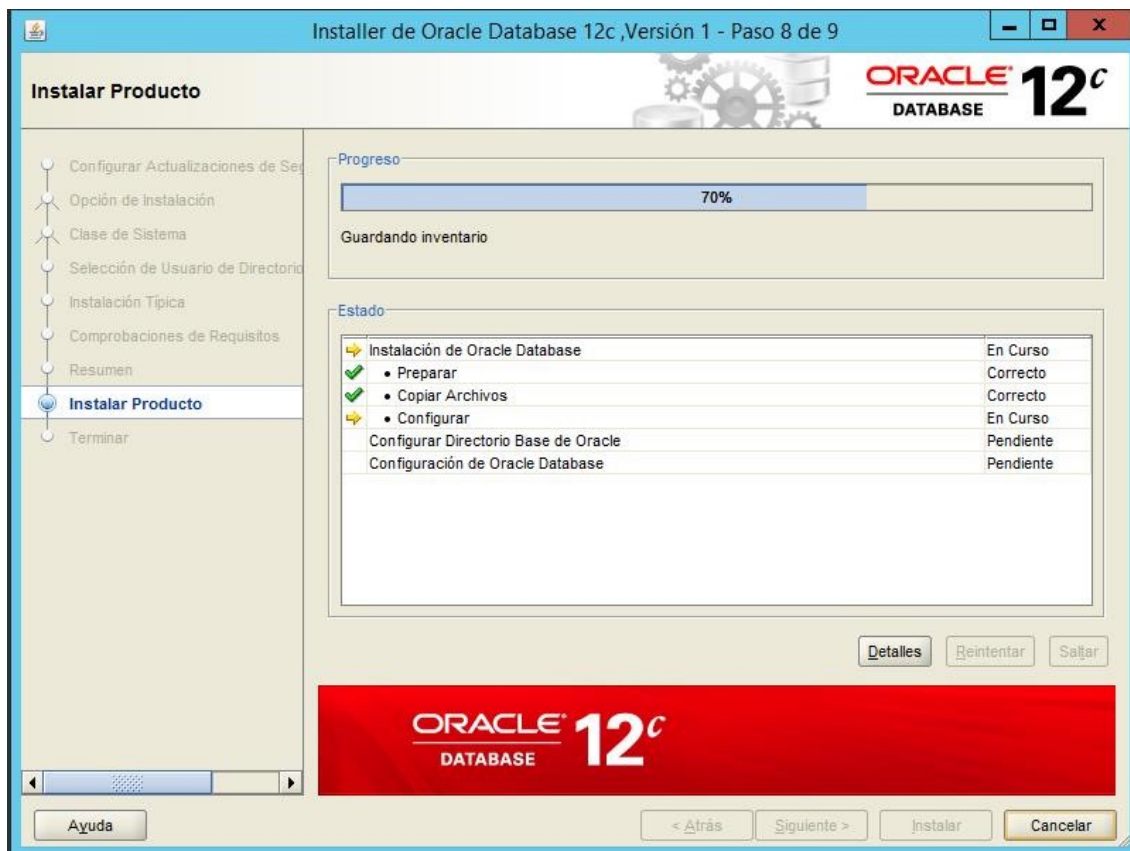 Installer de Oracle Database 12c ,Versión 1 - Paso 8 de 9
Instalar Producto
ORACLE 12c
DATABASE
Configurar Actualizaciones de Seg
Opción de Instalación
Clase de Sistema
Selección de Usuario de Directorio
Instalación Típica
Comprobaciones de Requisitos
Resumen
Instalar Producto
Terminar
Progreso
70%
Guardando inventario
Estado
Instalación de Oracle Database En Curso
• Preparar Correcto
• Copiar Archivos Correcto
• Configurar En Curso
Configurar Directorio Base de Oracle Pendiente
Configuración de Oracle Database Pendiente
Detalles Reintentar Saltar
ORACLE 12c
DATABASE
Ayuda < Atrás Siguiente > Instalar Cancelar